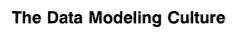 The Data Modeling Culture